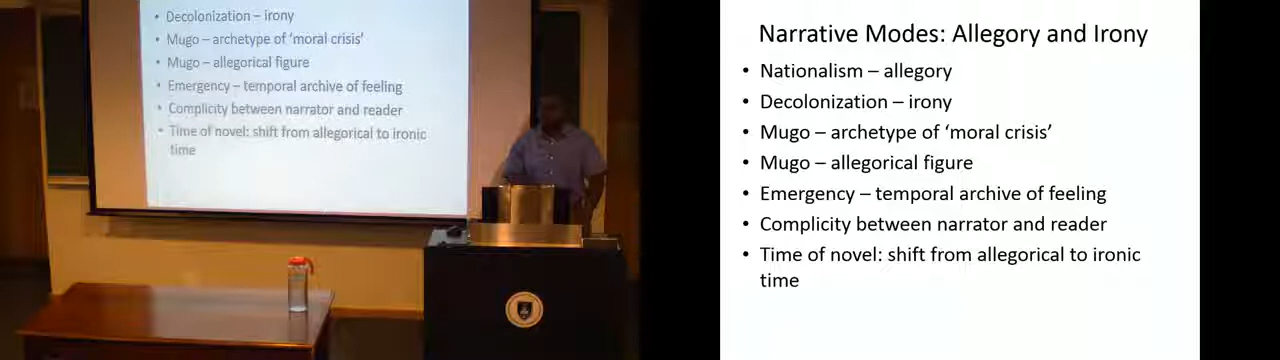 • Decolonization – irony
• Mugo – archetype of ‘moral crisis’
• Mugo – allegorical figure
• Emergency – temporal archive of feeling
• Complicity between narrator and reader
• Time of novel: shift from allegorical to ironic
time
Narrative Modes: Allegory and Irony
• Nationalism – allegory
• Decolonization – irony
• Mugo – archetype of ‘moral crisis’
• Mugo – allegorical figure
• Emergency – temporal archive of feeling
• Complicity between narrator and reader
• Time of novel: shift from allegorical to ironic
time